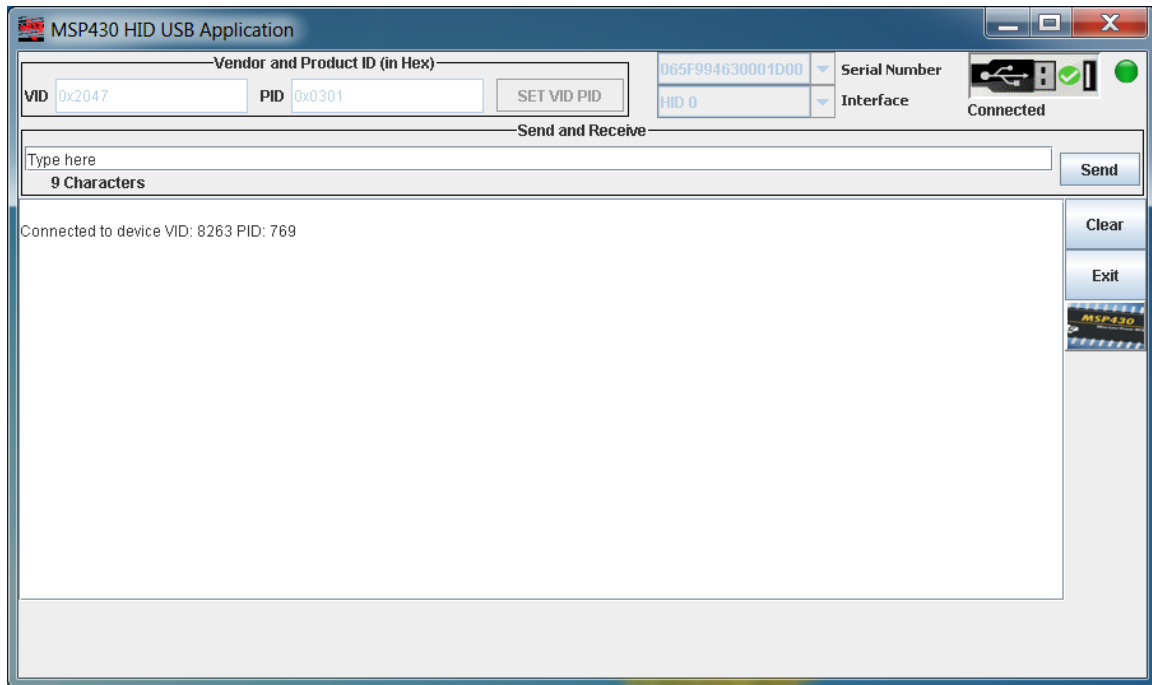 MSP430 HID USB Application
Vendor and Product ID (in Hex)
VID 0x2047 PID 0x0301 SET VID PID
065F994630001D00 Serial Number
HID 0 Interface
Connected
Send and Receive
Type here
Send
9 Characters
Connected to device VID: 8263 PID: 769
Clear
Exit
MSP430